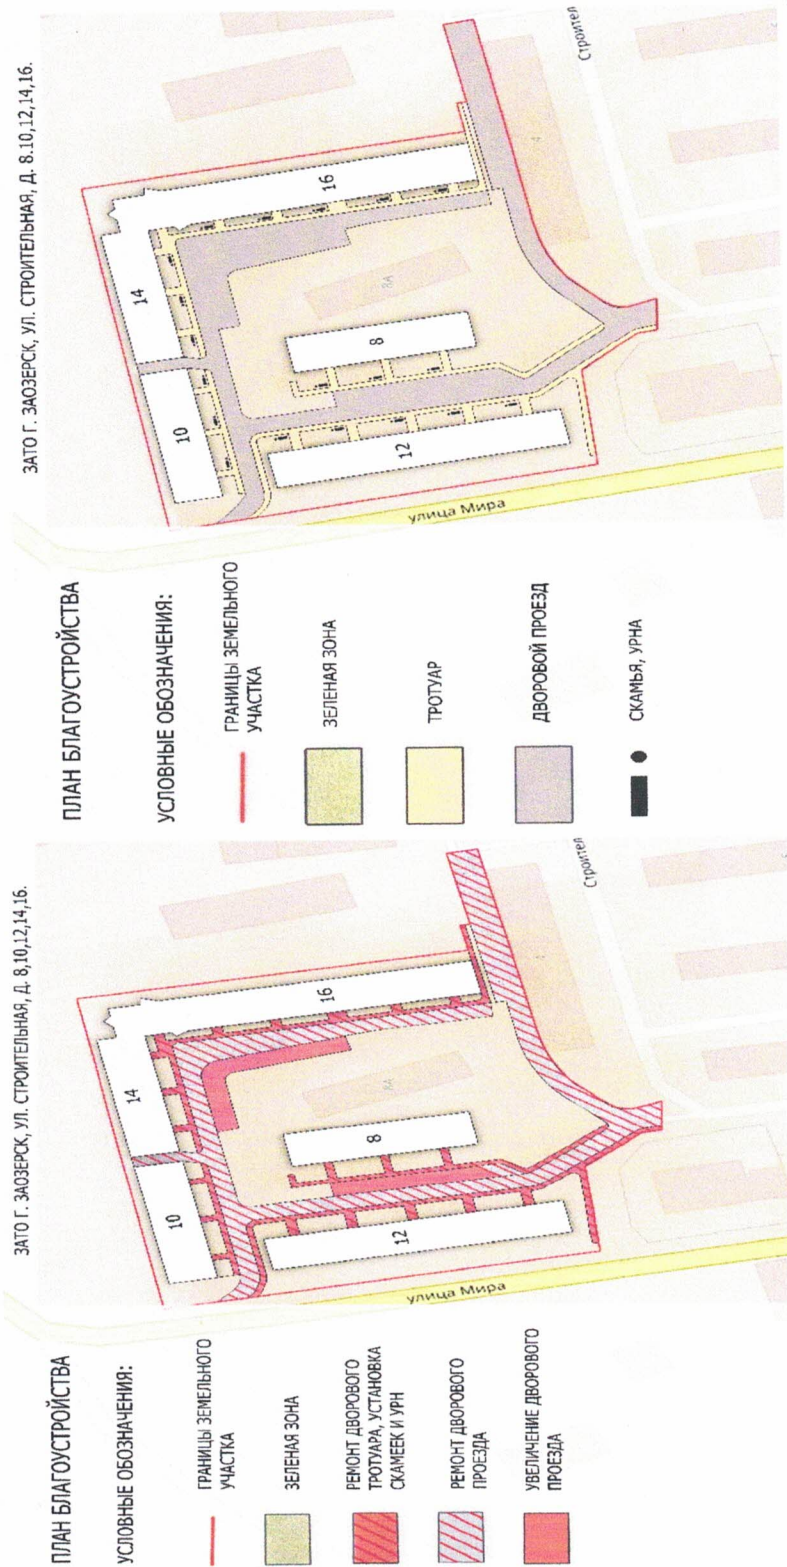 ЗАТО Г. ЗАОЗЕРСК, УЛ. СТРОИТЕЛЬНАЯ, Д. 8,10,12,14,16.
ПЛАН БЛАГОУСТРОЙСТВА
УСЛОВНЫЕ ОБОЗНАЧЕНИЯ:
ГРАНИЦЫ ЗЕМЕЛЬНОГО
УЧАСТКА
ЗЕЛЕНАЯ ЗОНА
РЕМОНТ ДВОРОВОГО
ТРОТУАРА, УСТАНОВКА
СКАМЕЕК И УРН
РЕМОНТ ДВОРОВОГО
ПРОЕЗДА
УВЕЛИЧЕНИЕ ДВОРОВОГО
ПРОЕЗДА
10
14
16
8
8А
12
улица Мира
Строител
ЗАТО Г. ЗАОЗЕРСК, УЛ. СТРОИТЕЛЬНАЯ, Д. 8.10,12,14,16.
ПЛАН БЛАГОУСТРОЙСТВА
УСЛОВНЫЕ ОБОЗНАЧЕНИЯ:
ГРАНИЦЫ ЗЕМЕЛЬНОГО
УЧАСТКА
ЗЕЛЕНАЯ ЗОНА
ТРОТУАР
ДВОРОВОЙ ПРОЕЗД
СКАМЬЯ, УРНА
10
14
16
8
8А
12
4
улица Мира
Строител